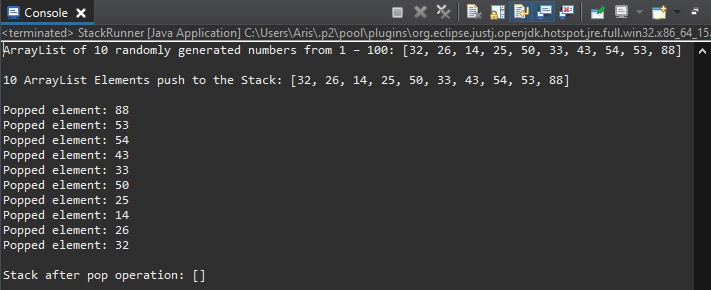 Console
<terminated> StackRunner [Java Application] C:\Users\Aris\.p2\pool\plugins\org.eclipse.justj.openjdk.hotspot.jre.full.win32.x86_64_15.
ArrayList of 10 randomly generated numbers from 1 – 100: [32, 26, 14, 25, 50, 33, 43, 54, 53, 88]
10 ArrayList Elements push to the Stack: [32, 26, 14, 25, 50, 33, 43, 54, 53, 88]
Popped element: 88
Popped element: 53
Popped element: 54
Popped element: 43
Popped element: 33
Popped element: 50
Popped element: 25
Popped element: 14
Popped element: 26
Popped element: 32
Stack after pop operation: []